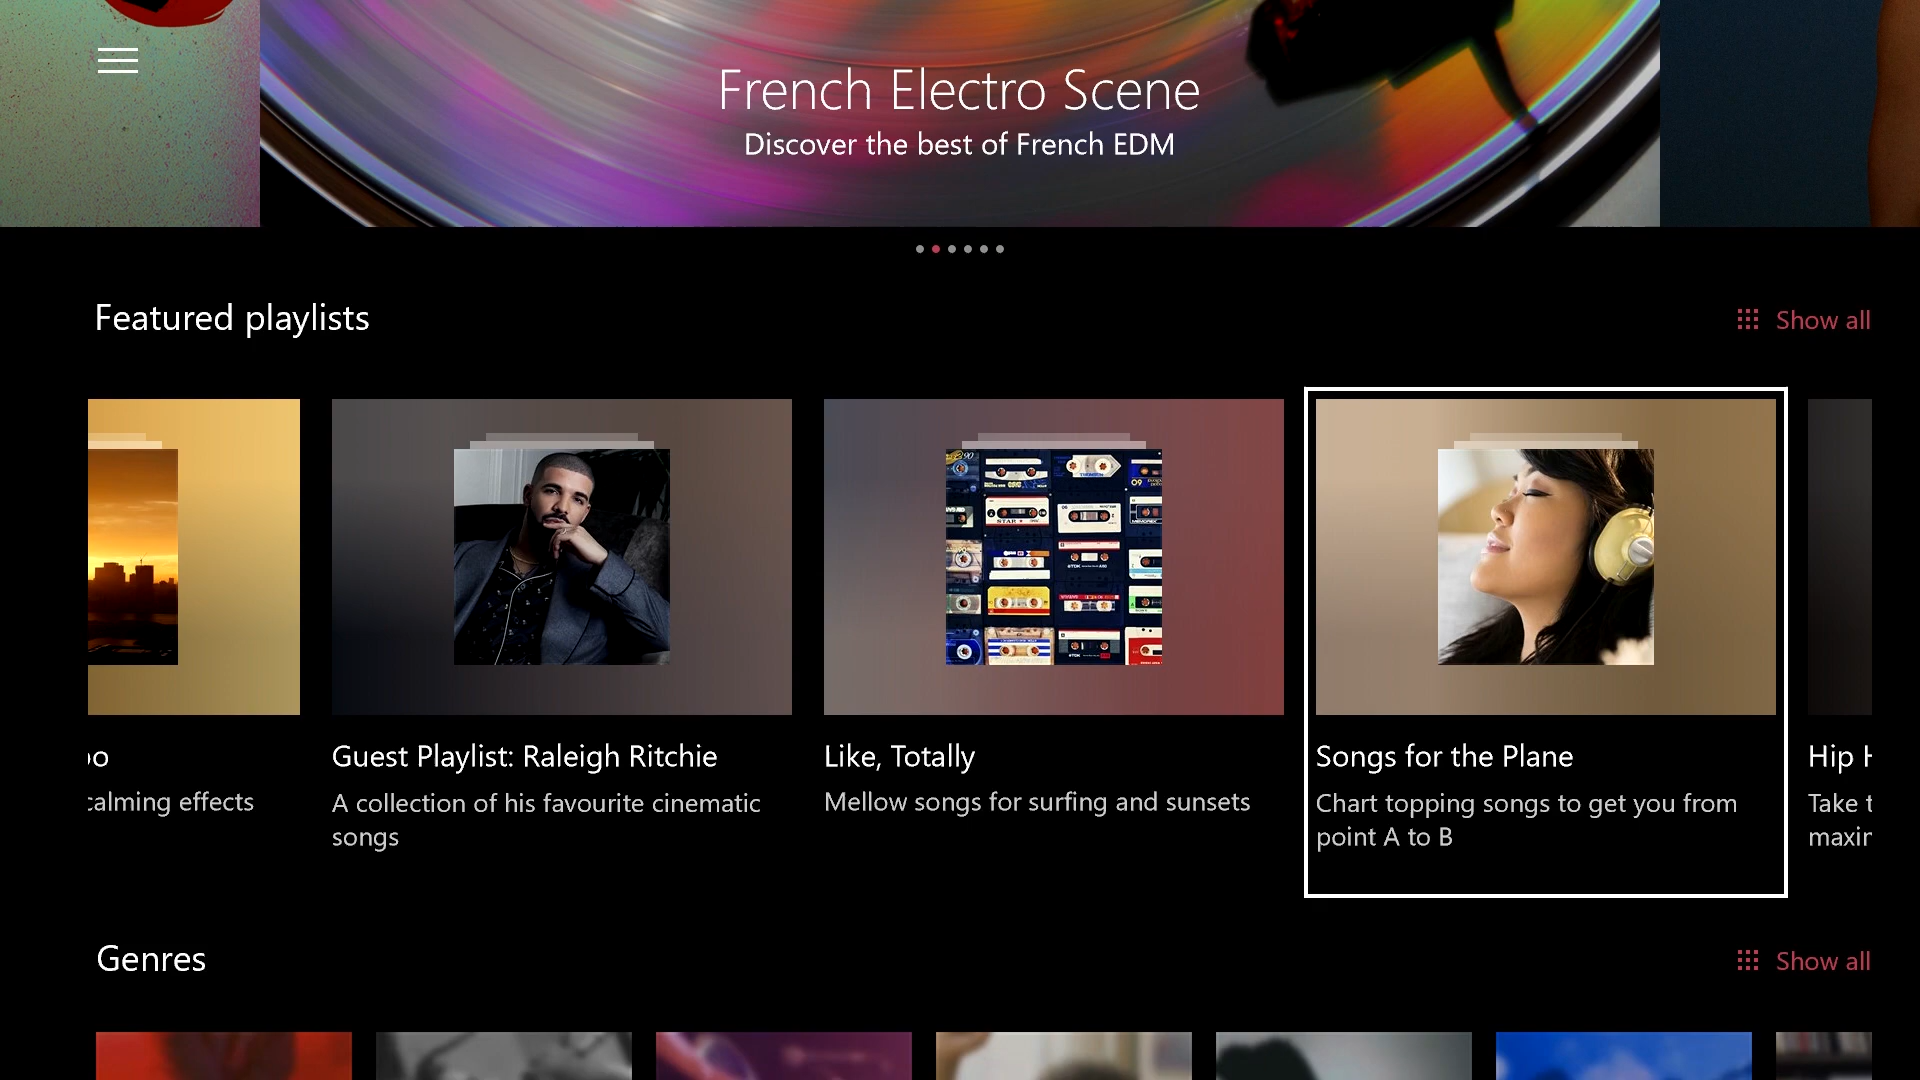 French Electro Scene
Discover the best of French EDM
Featured playlists
Show all
calming effects
Guest Playlist: Raleigh Ritchie
A collection of his favourite cinematic
songs
Like, Totally
Mellow songs for surfing and sunsets
Songs for the Plane
Chart topping songs to get you from
point A to B
Hip
Take
Genres
Show all